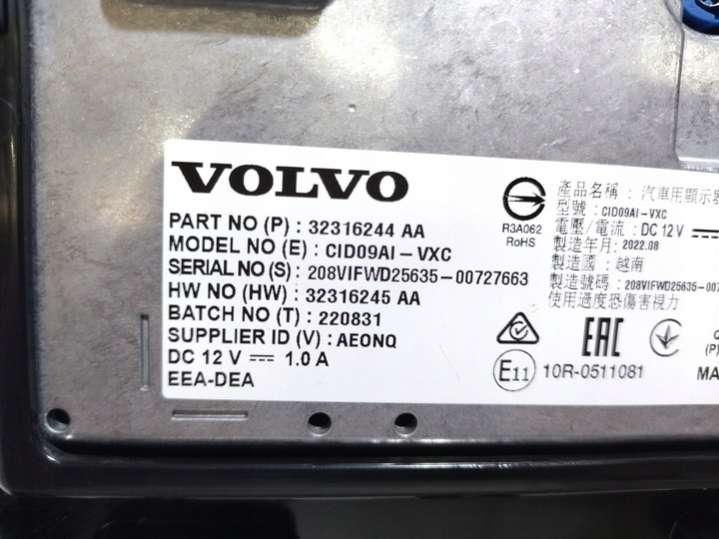 VOLVO
PART NO (P): 32316244 AA
MODEL NO (E): CID09AI-VXC
SERIAL NO (S): 208VIFWD25635-00727663
HW NO (HW): 32316245 AA
BATCH NO (T): 220831
SUPPLIER ID (V): AEONQ
DC 12 V ⎓ 1.0 A
EEA-DEA
R3A062
RoHS
產品名稱：汽車用顯示器
型號：CID09AI-VXC
電壓/電流：DC 12V ⎓
製造年月：2022.08
製造國：越南
製造號碼：208VIFWD25635-007
使用過度恐傷害視力
EAC
E11 10R-0511081
(P)
MA